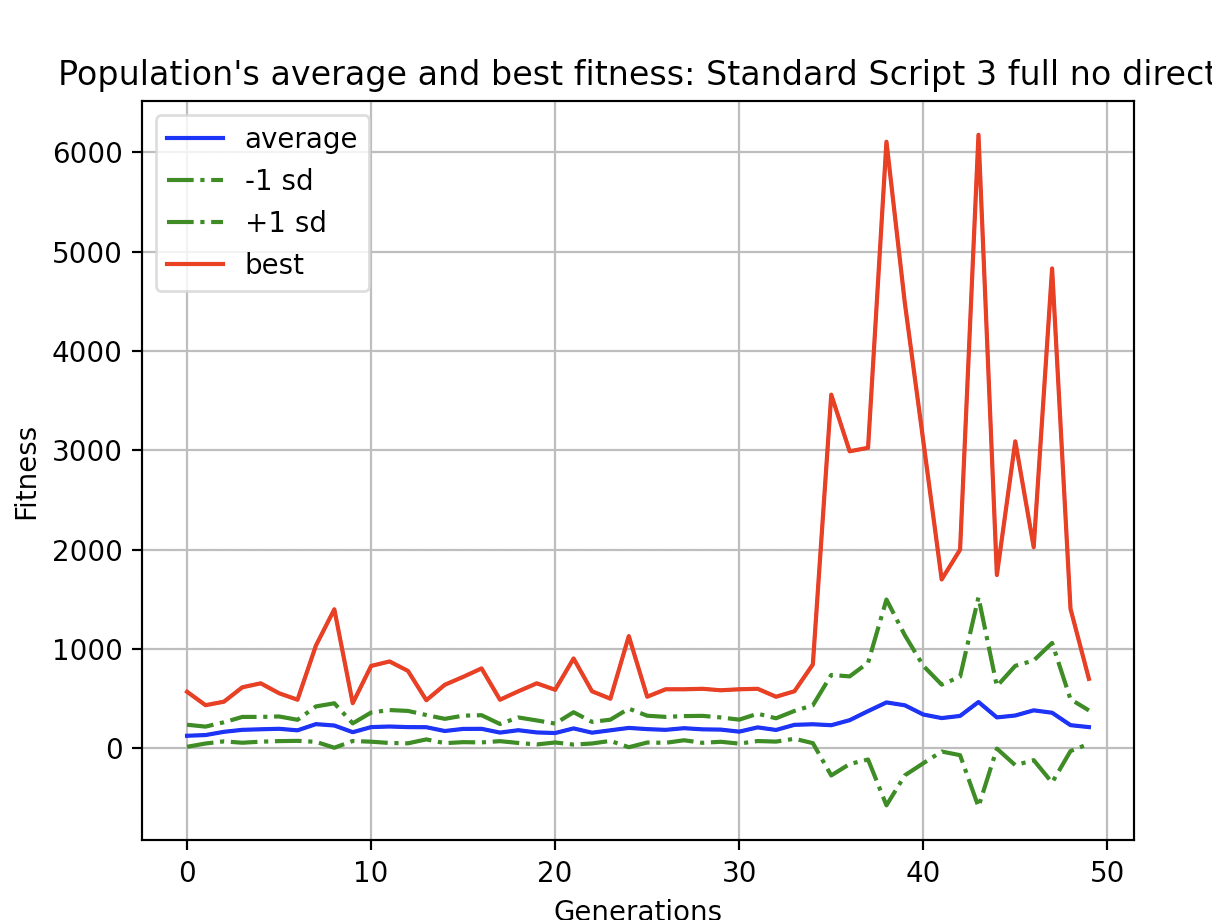 Population's average and best fitness: Standard Script 3 full no direct
average
-1 sd
+1 sd
best
6000
5000
4000
3000
2000
1000
0
Fitness
0 10 20 30 40 50
Generations